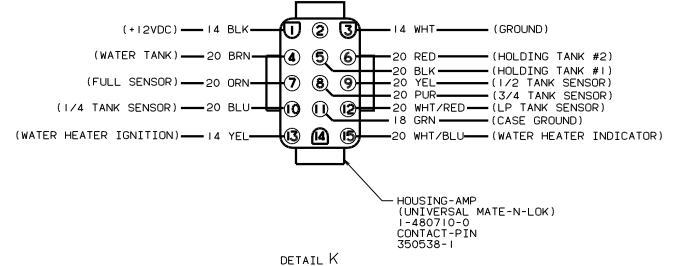 (+12VDC) 14 BLK 1 2 3 14 WHT (GROUND)
(WATER TANK) 20 BRN 4 5 6 20 RED (HOLDING TANK #2)
20 BLK (HOLDING TANK #1)
(FULL SENSOR) 20 ORN 7 8 9 20 YEL (1/2 TANK SENSOR)
20 PUR (3/4 TANK SENSOR)
(1/4 TANK SENSOR) 20 BLU 10 11 12 20 WHT/RED (LP TANK SENSOR)
18 GRN (CASE GROUND)
(WATER HEATER IGNITION) 14 YEL 13 14 15 20 WHT/BLU (WATER HEATER INDICATOR)
HOUSING-AMP
(UNIVERSAL MATE-N-LOK)
1-480710-0
CONTACT-PIN
350538-1
DETAIL K